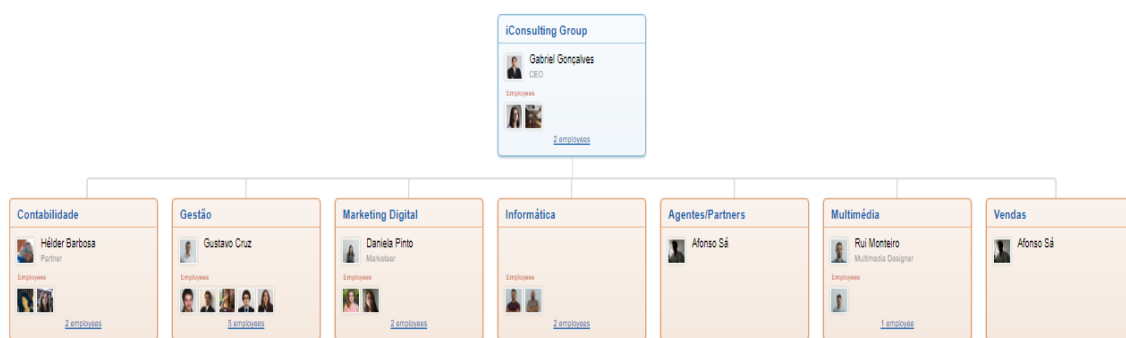 iConsulting Group
Gabriel Gonçalves
CEO
Employees
2 employees
Contabilidade
Hélder Barbosa
Partner
Employees
2 employees
Gestão
Gustavo Cruz
Employees
5 employees
Marketing Digital
Daniela Pinto
Marketeer
Employees
2 employees
Informática
Employees
2 employees
Agentes/Partners
Afonso Sá
Multimédia
Rui Monteiro
Multimedia Designer
Employees
1 employee
Vendas
Afonso Sá